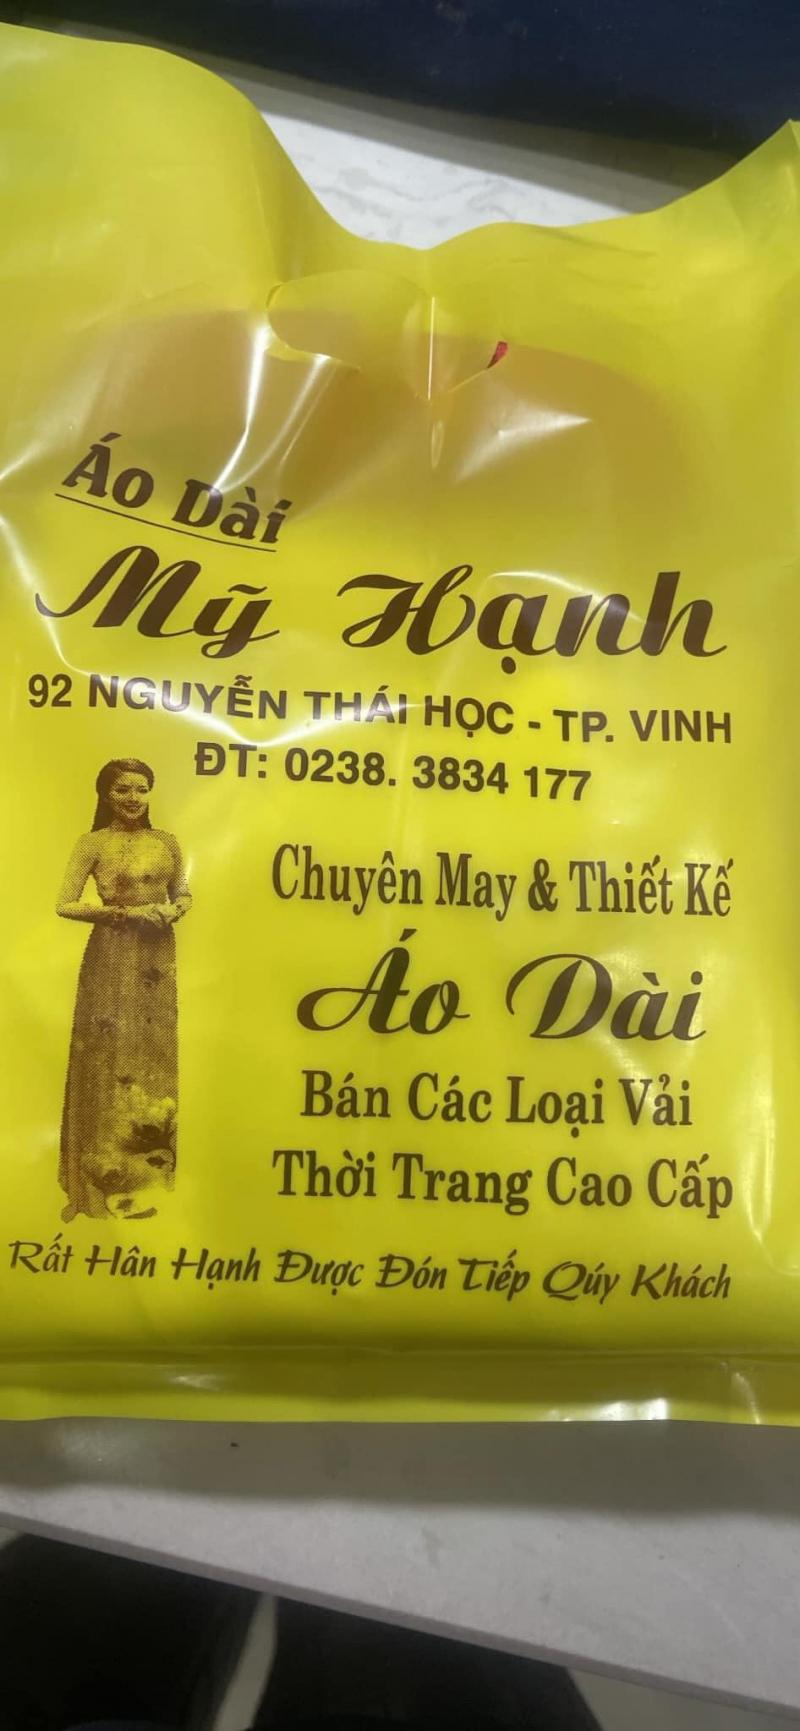 Áo Dài
Mỹ Hạnh
92 NGUYỄN THÁI HỌC - TP. VINH
ĐT: 0238. 3834 177
Chuyên May & Thiết Kế
Áo Dài
Bán Các Loại Vải
Thời Trang Cao Cấp
Rất Hân Hạnh Được Đón Tiếp Qúy Khách